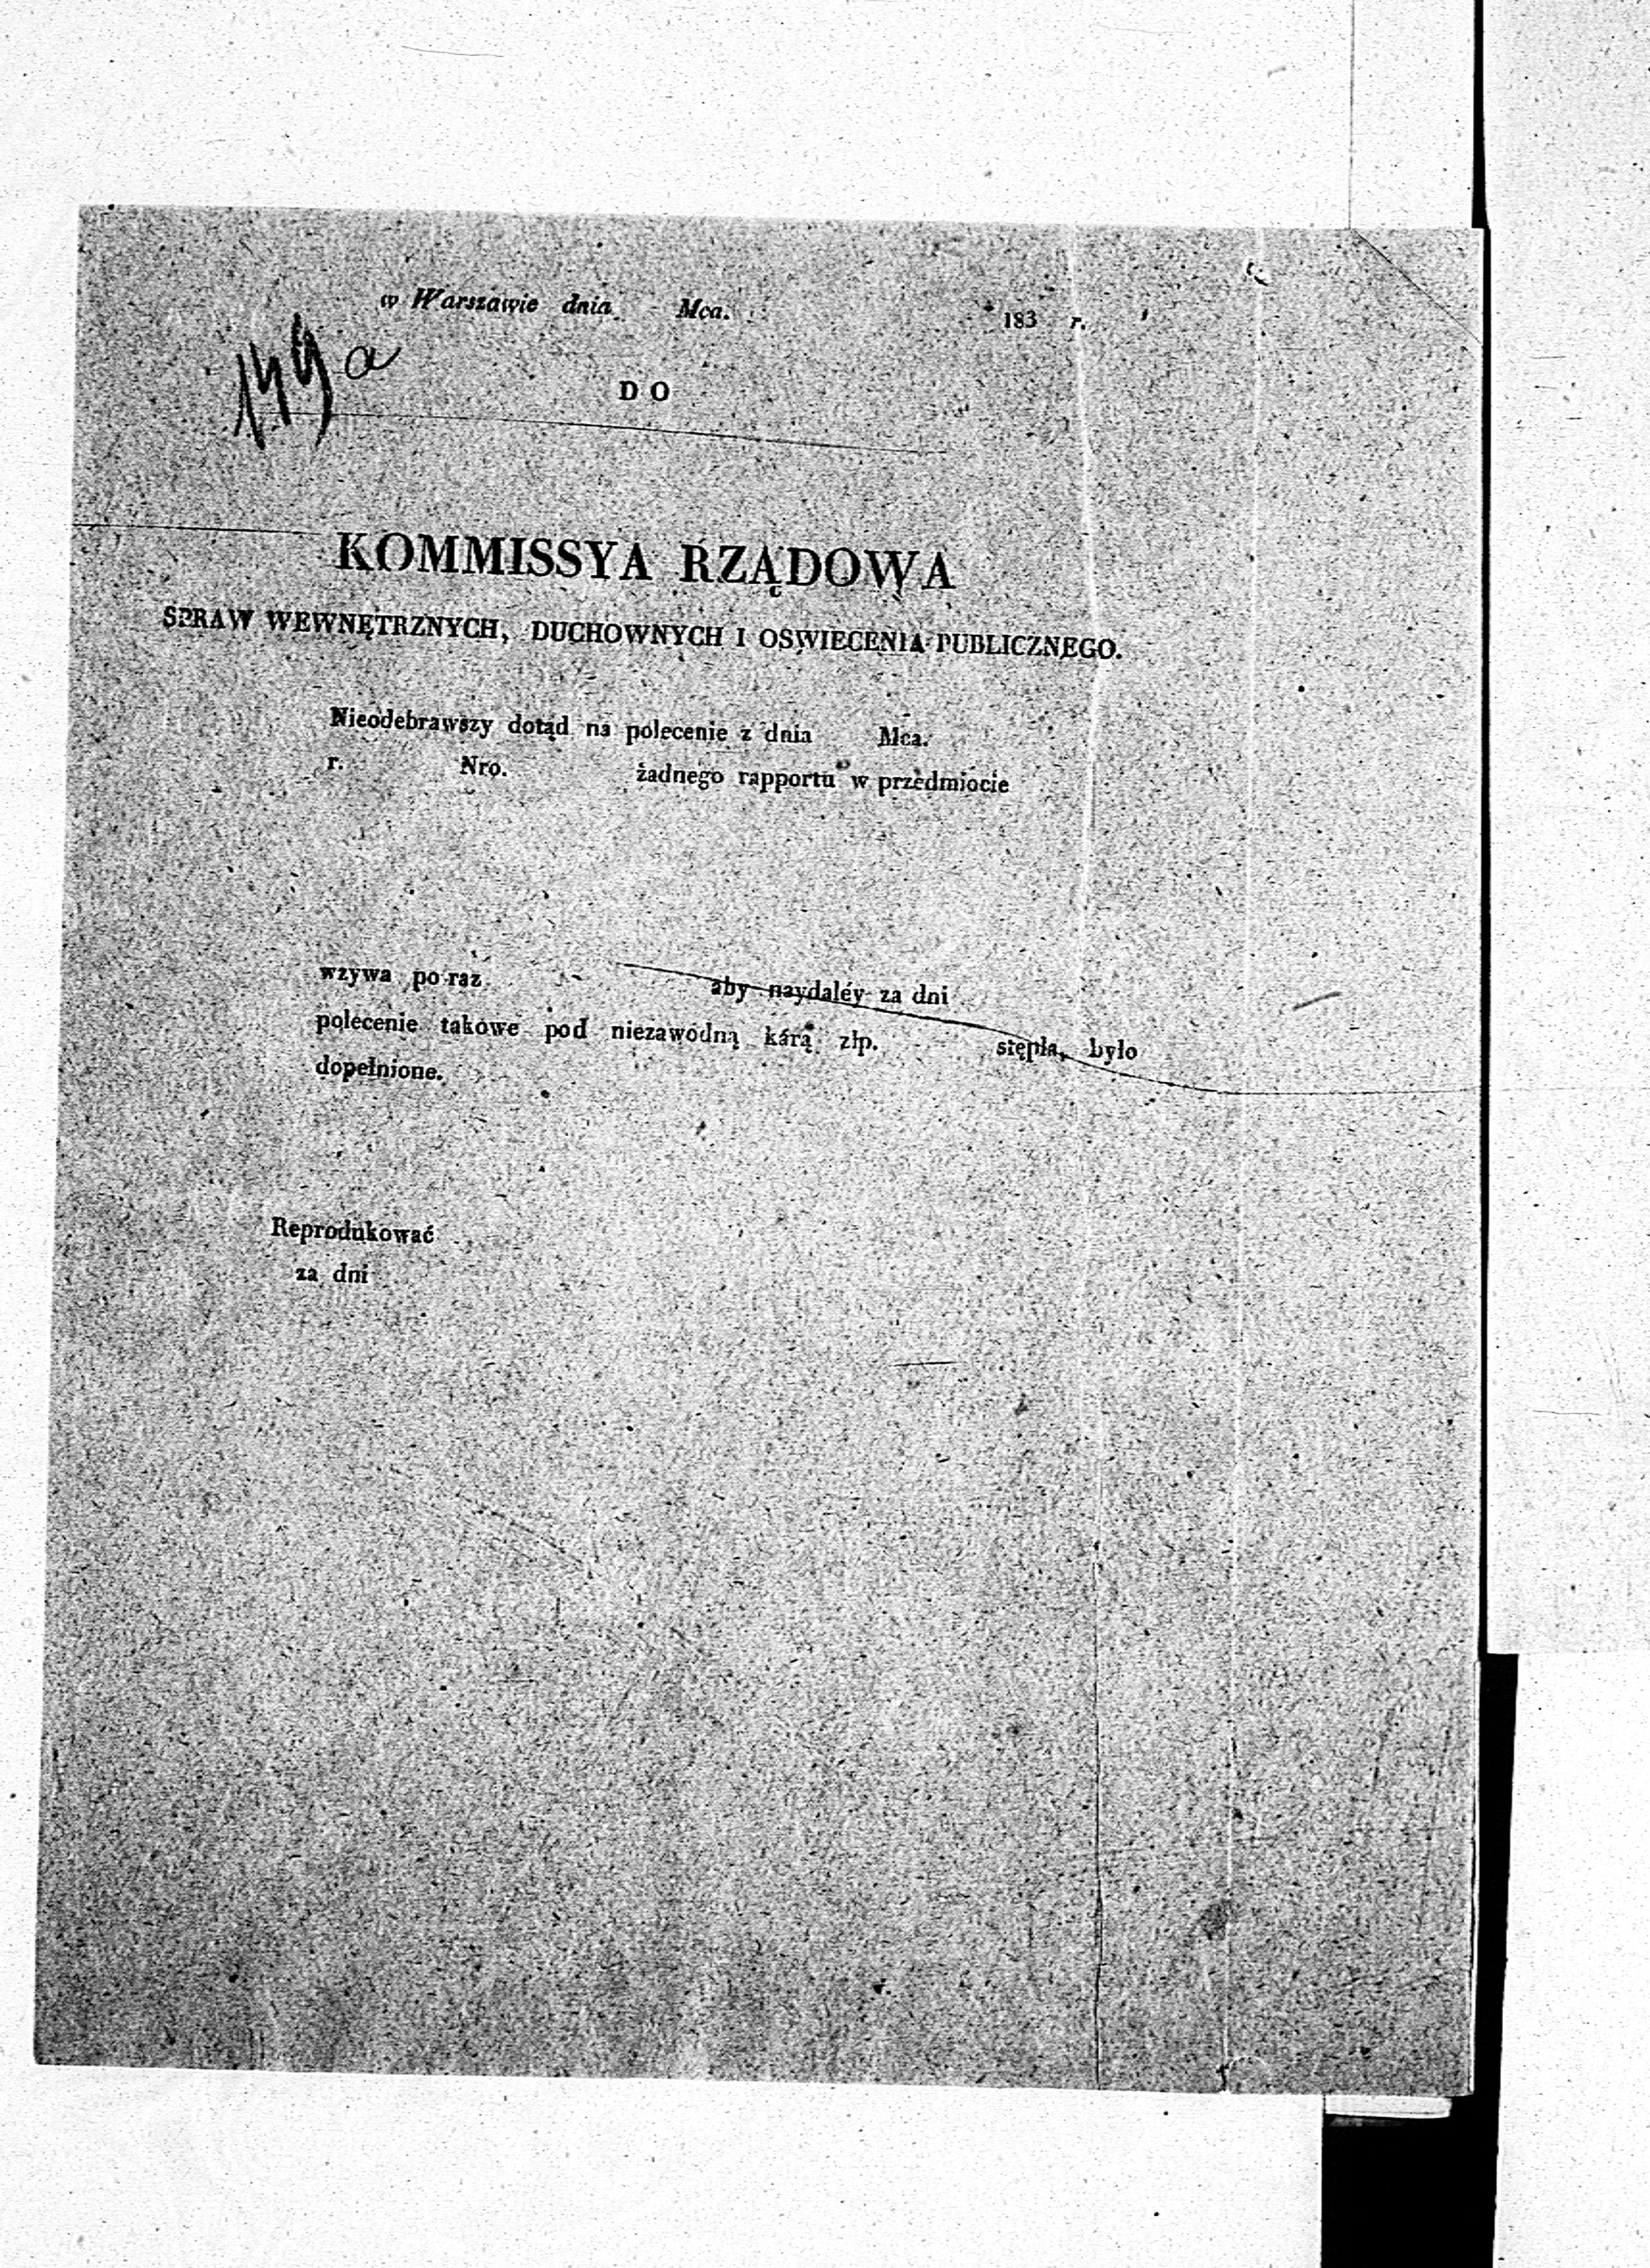 w Warszawie dnia Mca. 183 r.
149 a
DO
KOMMISSYA RZĄDOWA
SPRAW WEWNĘTRZNYCH, DUCHOWNYCH I OSWIECENIA PUBLICZNEGO.
Nieodebrawszy dotąd na polecenie z dnia Mca.
r. Nro. żadnego rapportu w przedmiocie
wzywa po raz aby naydaléy za dni
polecenie takowe pod niezawodną kárą złp. stępla, było
dopełnione.
Reprodukować
za dni